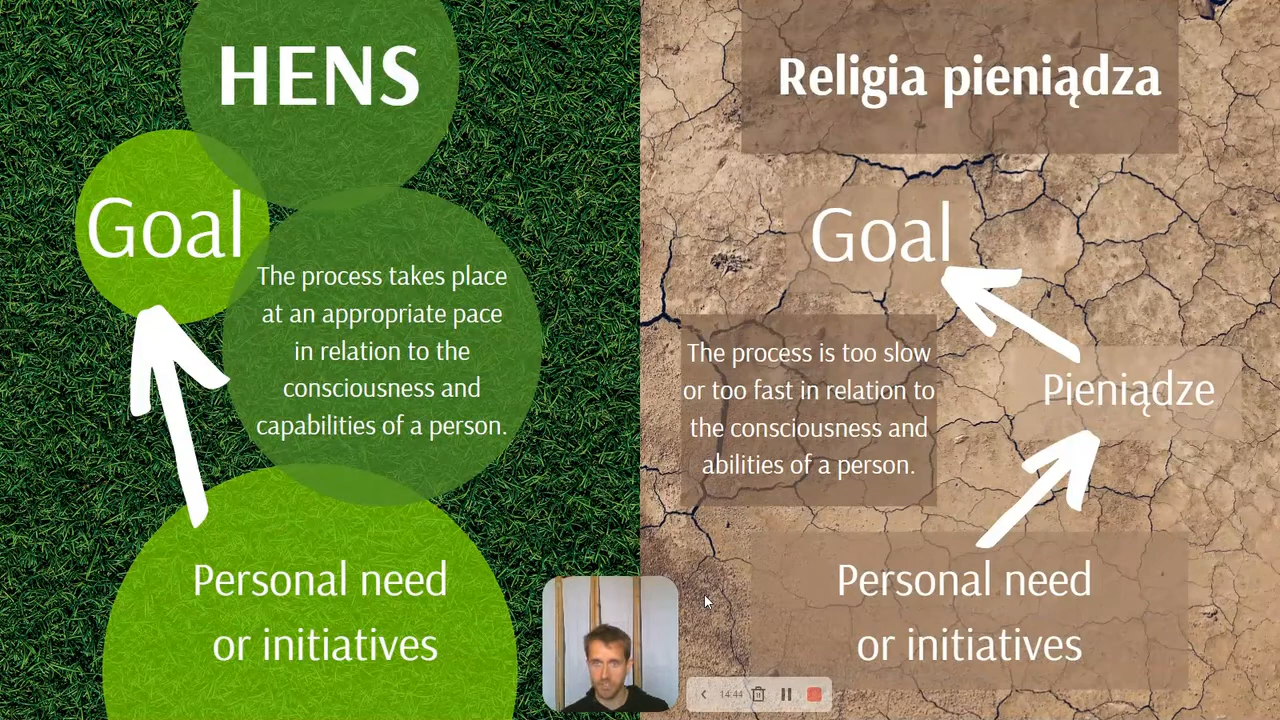 HENS
Goal
The process takes place
at an appropriate pace
in relation to the
consciousness and
capabilities of a person.
Personal need
or initiatives
Religia pieniądza
Goal
The process is too slow
or too fast in relation to
the consciousness and
abilities of a person.
Pieniądze
Personal need
or initiatives
14:44